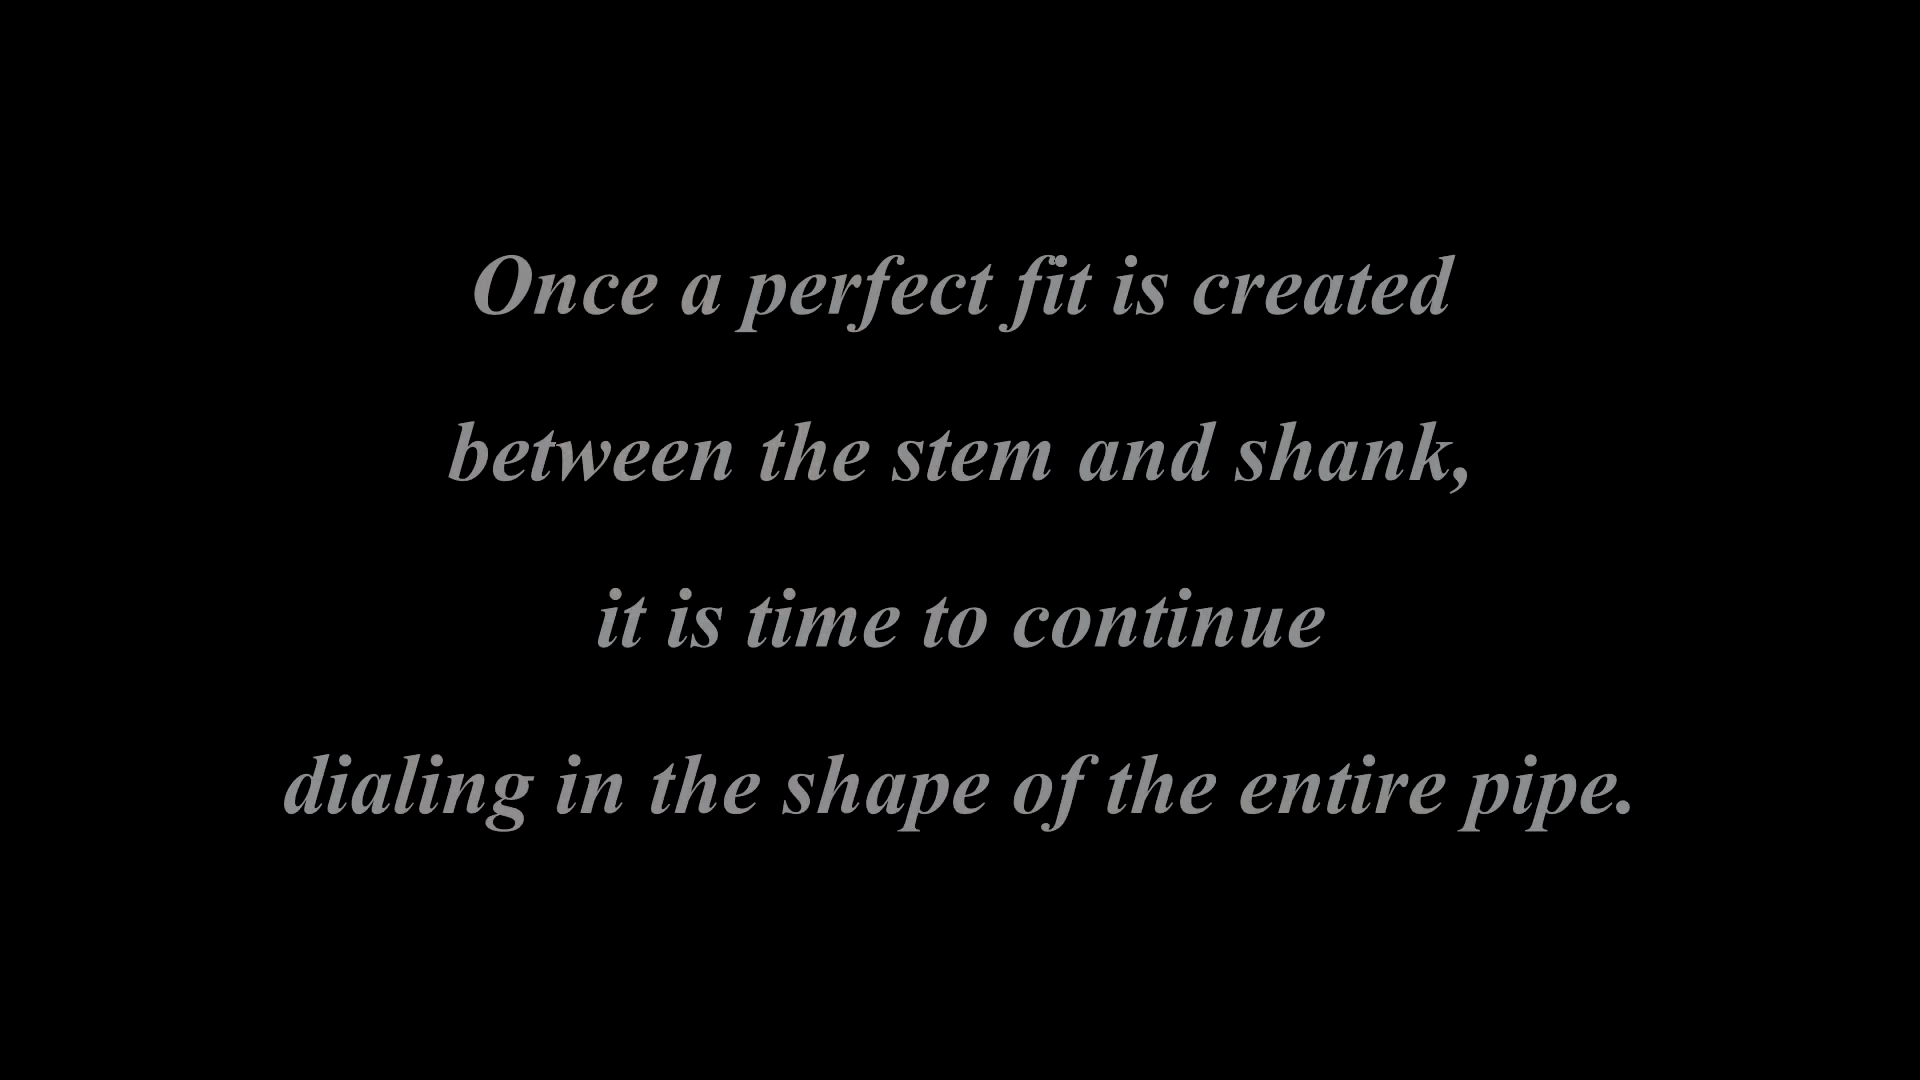 Once a perfect fit is created
between the stem and shank,
it is time to continue
dialing in the shape of the entire pipe.